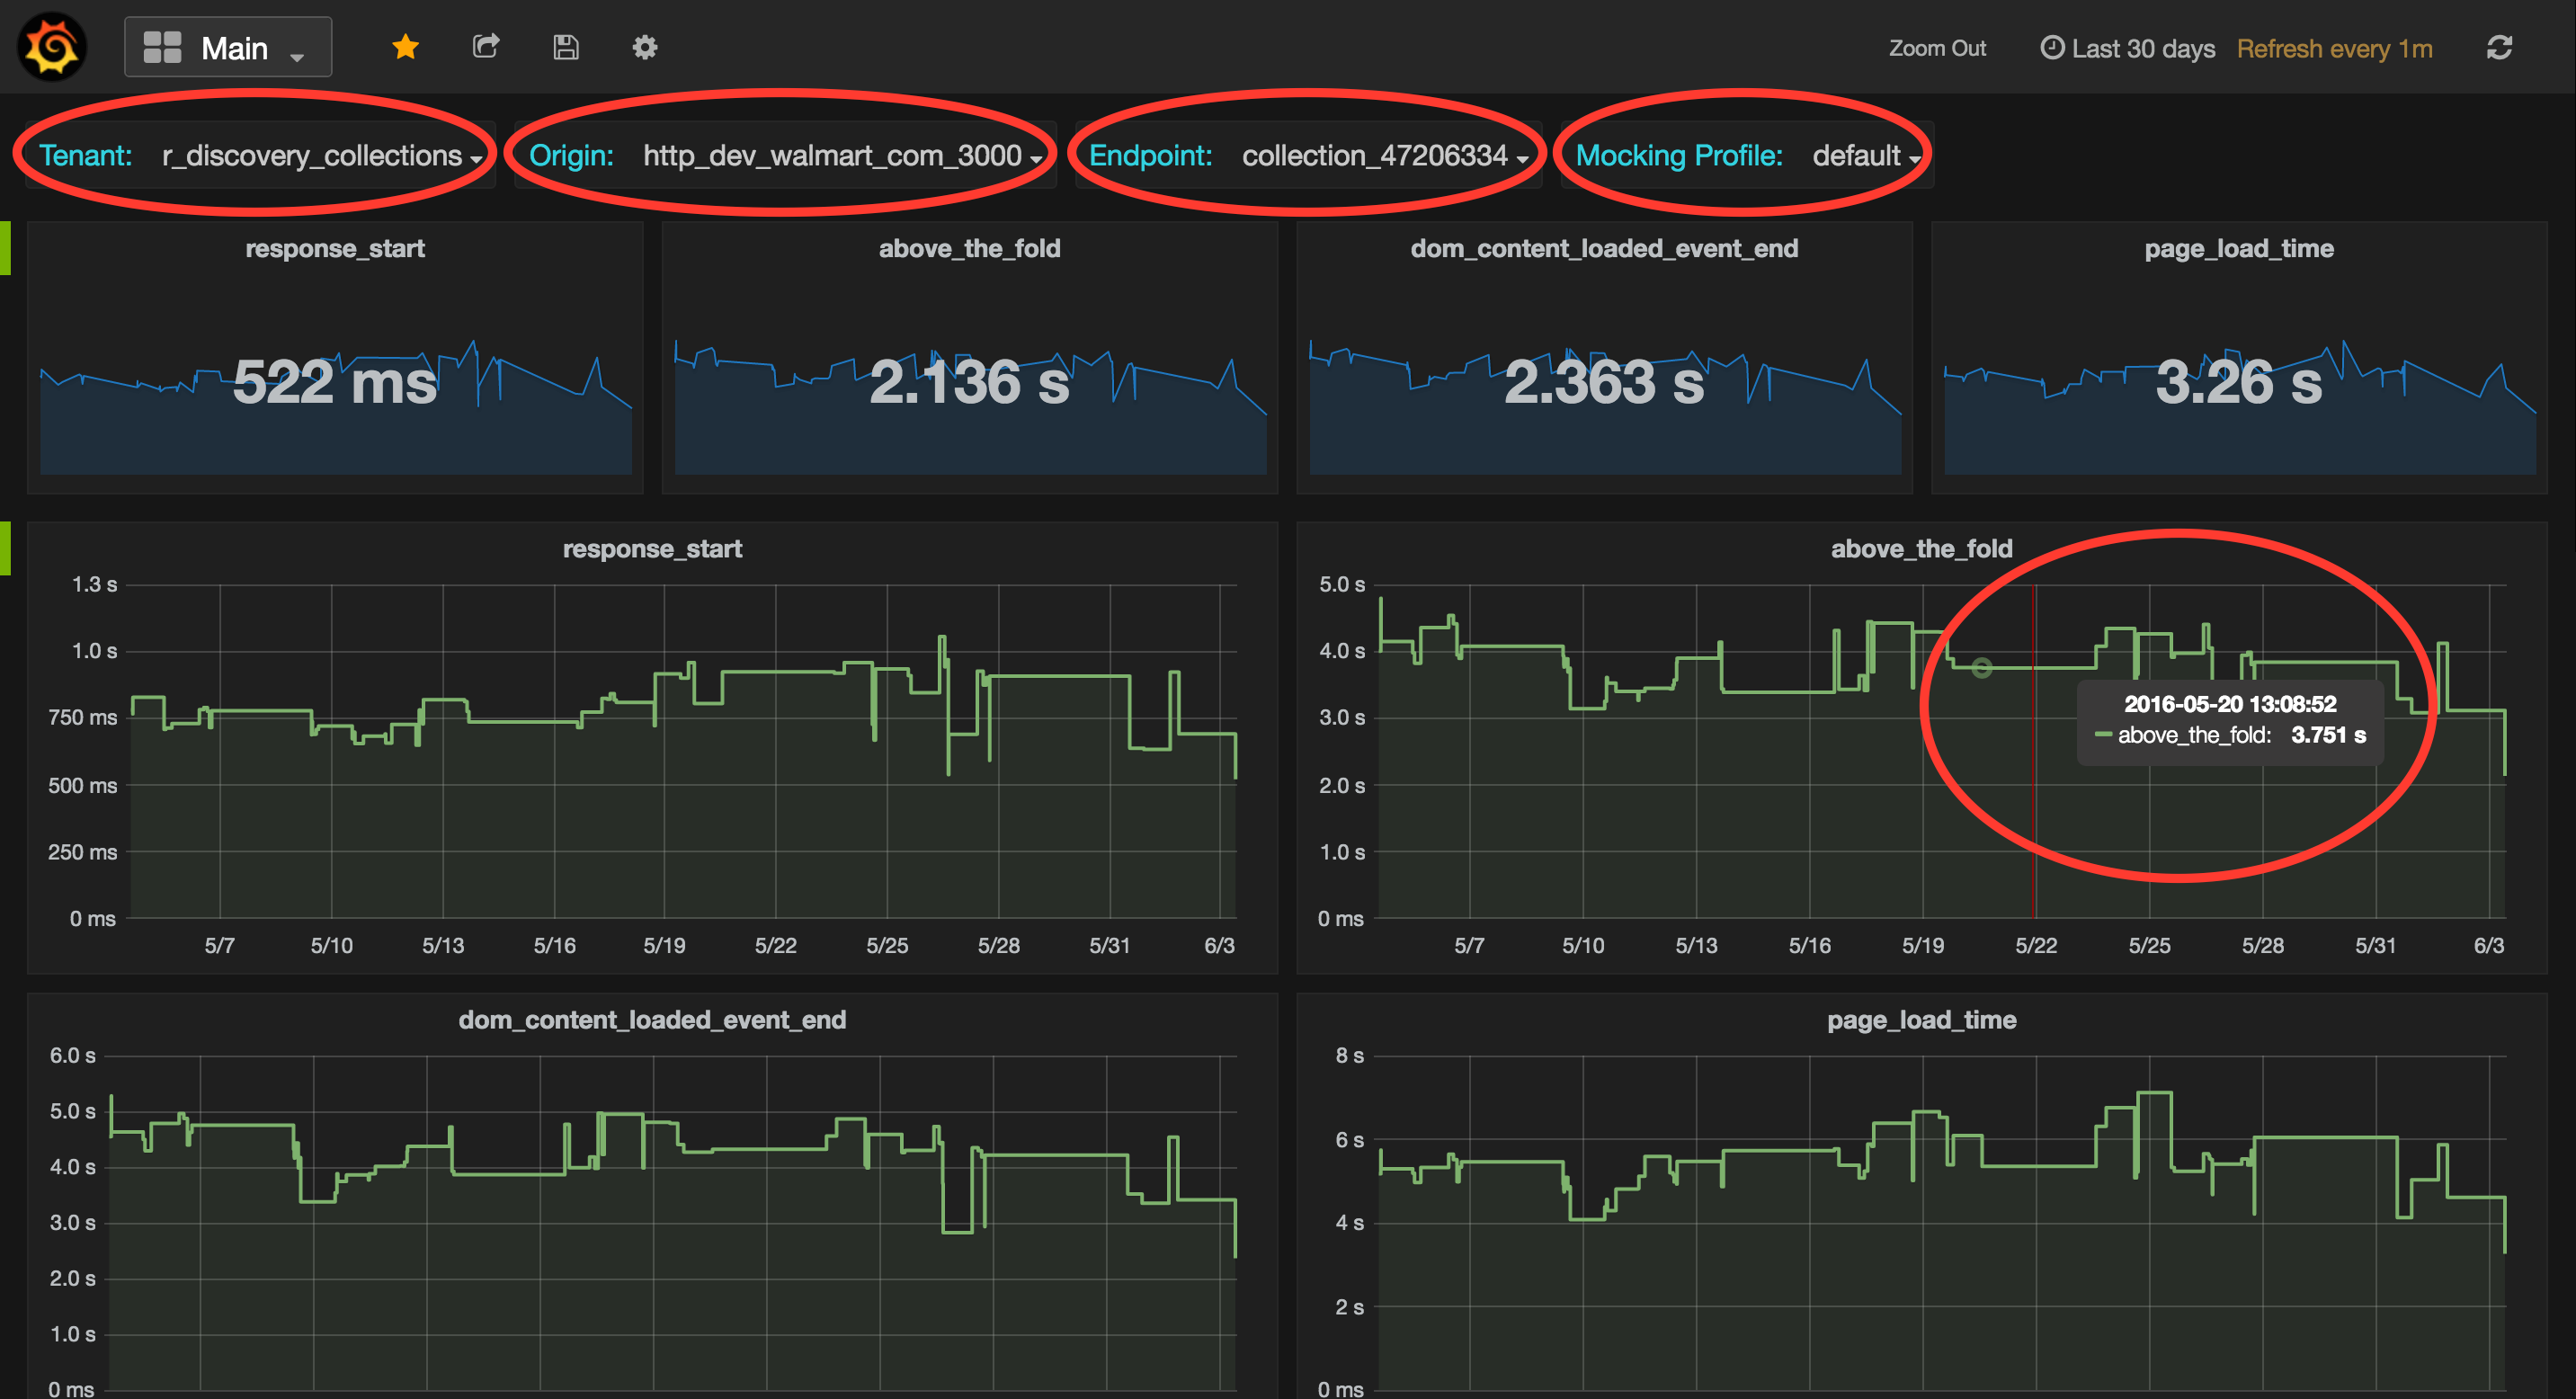 Main
Zoom Out Last 30 days Refresh every 1m
Tenant: r_discovery_collections Origin: http_dev_walmart_com_3000 Endpoint: collection_47206334 Mocking Profile: default
response_start above_the_fold dom_content_loaded_event_end page_load_time
522 ms 2.136 s 2.363 s 3.26 s
response_start
1.3 s
1.0 s
750 ms
500 ms
250 ms
0 ms
5/7 5/10 5/13 5/16 5/19 5/22 5/25 5/28 5/31 6/3
above_the_fold
5.0 s
4.0 s
3.0 s
2.0 s
1.0 s
0 ms
2016-05-20 13:08:52
above_the_fold: 3.751 s
5/7 5/10 5/13 5/16 5/19 5/22 5/25 5/28 5/31 6/3
dom_content_loaded_event_end
6.0 s
5.0 s
4.0 s
3.0 s
2.0 s
1.0 s
0 ms
page_load_time
8 s
6 s
4 s
2 s
0 ms